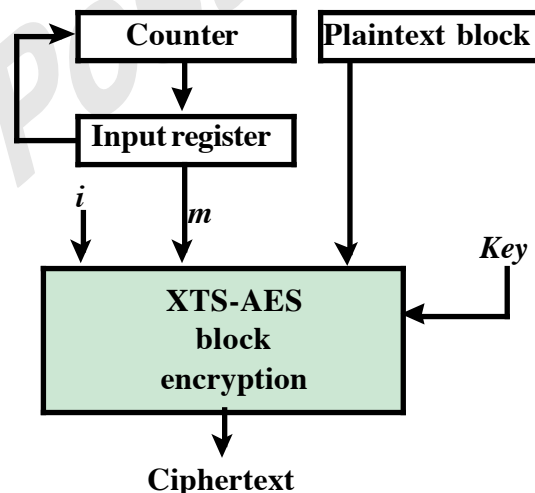 Counter
Plaintext block
Input register
i
m
Key
XTS-AES
block
encryption
Ciphertext